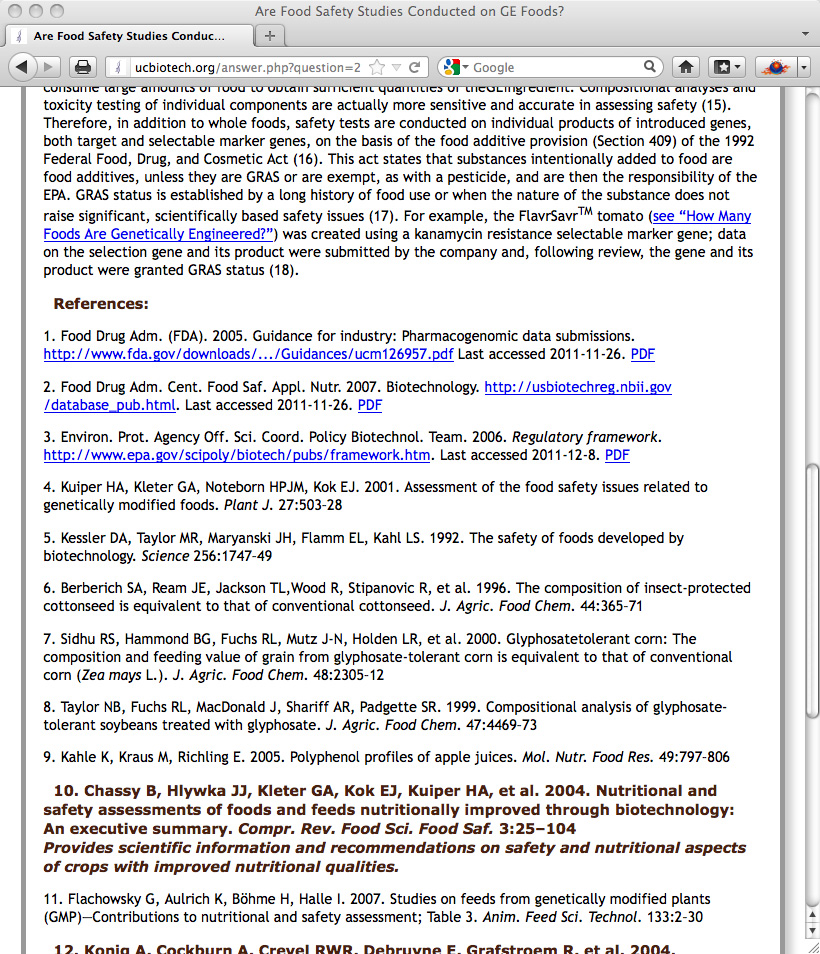 Are Food Safety Studies Conducted on GE Foods?
Are Food Safety Studies Conduc...
ucbiotech.org/answer.php?question=2
Google
consume large amounts of food to obtain sufficient quantities of theGEingredient. Compositional analyses and
toxicity testing of individual components are actually more sensitive and accurate in assessing safety (15).
Therefore, in addition to whole foods, safety tests are conducted on individual products of introduced genes,
both target and selectable marker genes, on the basis of the food additive provision (Section 409) of the 1992
Federal Food, Drug, and Cosmetic Act (16). This act states that substances intentionally added to food are
food additives, unless they are GRAS or are exempt, as with a pesticide, and are then the responsibility of the
EPA. GRAS status is established by a long history of food use or when the nature of the substance does not
raise significant, scientifically based safety issues (17). For example, the FlavrSavr™ tomato (see “How Many
Foods Are Genetically Engineered?”) was created using a kanamycin resistance selectable marker gene; data
on the selection gene and its product were submitted by the company and, following review, the gene and its
product were granted GRAS status (18).
References:
1. Food Drug Adm. (FDA). 2005. Guidance for industry: Pharmacogenomic data submissions.
http://www.fda.gov/downloads/.../Guidances/ucm126957.pdf Last accessed 2011-11-26. PDF
2. Food Drug Adm. Cent. Food Saf. Appl. Nutr. 2007. Biotechnology. http://usbiotechreg.nbii.gov
/database_pub.html. Last accessed 2011-11-26. PDF
3. Environ. Prot. Agency Off. Sci. Coord. Policy Biotechnol. Team. 2006. Regulatory framework.
http://www.epa.gov/scipoly/biotech/pubs/framework.htm. Last accessed 2011-12-8. PDF
4. Kuiper HA, Kleter GA, Noteborn HPJM, Kok EJ. 2001. Assessment of the food safety issues related to
genetically modified foods. Plant J. 27:503–28
5. Kessler DA, Taylor MR, Maryanski JH, Flamm EL, Kahl LS. 1992. The safety of foods developed by
biotechnology. Science 256:1747–49
6. Berberich SA, Ream JE, Jackson TL,Wood R, Stipanovic R, et al. 1996. The composition of insect-protected
cottonseed is equivalent to that of conventional cottonseed. J. Agric. Food Chem. 44:365–71
7. Sidhu RS, Hammond BG, Fuchs RL, Mutz J-N, Holden LR, et al. 2000. Glyphosatetolerant corn: The
composition and feeding value of grain from glyphosate-tolerant corn is equivalent to that of conventional
corn (Zea mays L.). J. Agric. Food Chem. 48:2305–12
8. Taylor NB, Fuchs RL, MacDonald J, Shariff AR, Padgette SR. 1999. Compositional analysis of glyphosate-
tolerant soybeans treated with glyphosate. J. Agric. Food Chem. 47:4469–73
9. Kahle K, Kraus M, Richling E. 2005. Polyphenol profiles of apple juices. Mol. Nutr. Food Res. 49:797–806
10. Chassy B, Hlywka JJ, Kleter GA, Kok EJ, Kuiper HA, et al. 2004. Nutritional and
safety assessments of foods and feeds nutritionally improved through biotechnology:
An executive summary. Compr. Rev. Food Sci. Food Saf. 3:25–104
Provides scientific information and recommendations on safety and nutritional aspects
of crops with improved nutritional qualities.
11. Flachowsky G, Aulrich K, Böhme H, Halle I. 2007. Studies on feeds from genetically modified plants
(GMP)—Contributions to nutritional and safety assessment; Table 3. Anim. Feed Sci. Technol. 133:2–30
12. Konig A, Cockburn A, Crevel RWR, Debruyne E, Grafstroem R, et al. 2004.